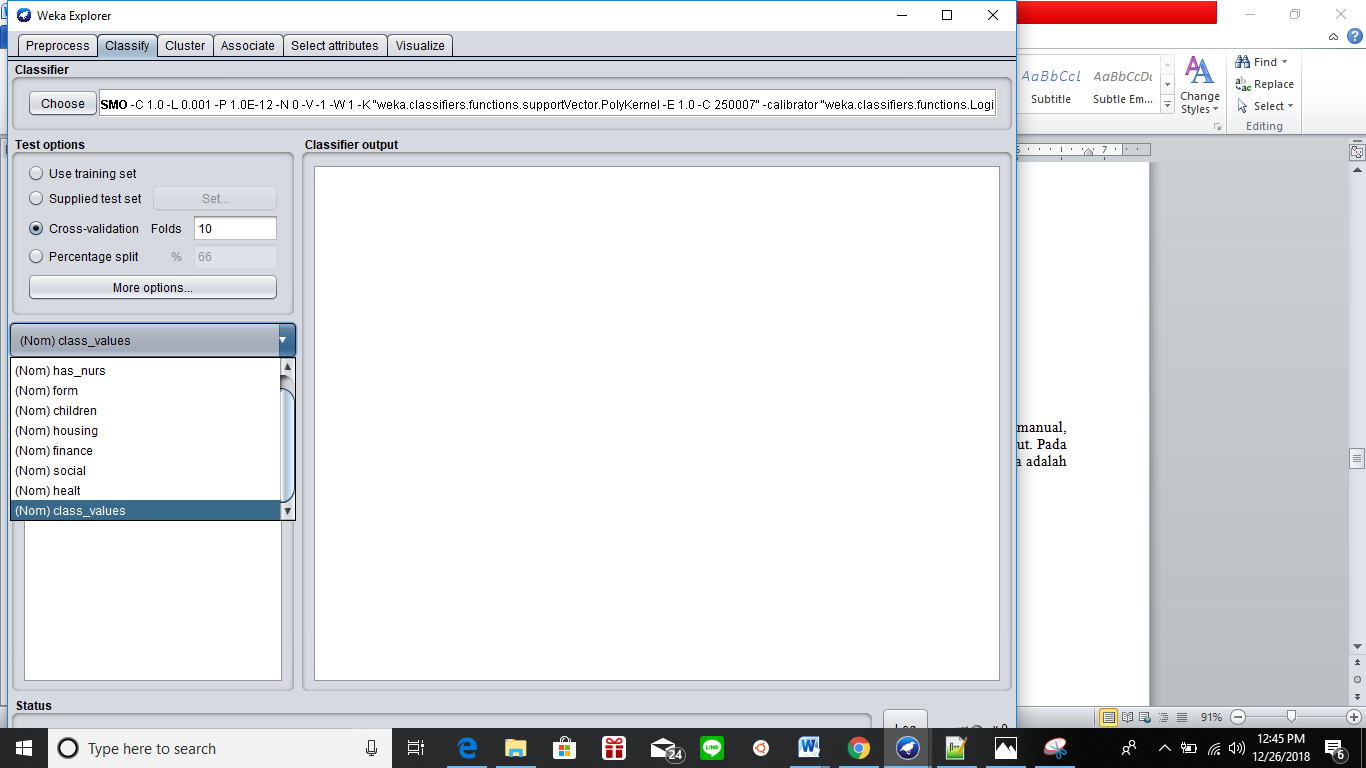 Weka Explorer
Preprocess Classify Cluster Associate Select attributes Visualize
Classifier
Choose SMO -C 1.0 -L 0.001 -P 1.0E-12 -N 0 -V -1 -W 1 -K "weka.classifiers.functions.supportVector.PolyKernel -E 1.0 -C 250007" -calibrator "weka.classifiers.functions.Logi
Test options
Use training set
Supplied test set Set...
Cross-validation Folds 10
Percentage split % 66
More options...
(Nom) class_values
(Nom) has_nurs
(Nom) form
(Nom) children
(Nom) housing
(Nom) finance
(Nom) social
(Nom) healt
(Nom) class_values
Classifier output
Status
Log
x 0
AaBbCcL AaBbCcDc
Subtitle Subtle Em...
Change
Styles
Find
Replace
Select
Editing
7
manual,
ut. Pada
adalah
91%
Type here to search
24
12:45 PM
12/26/2018
6